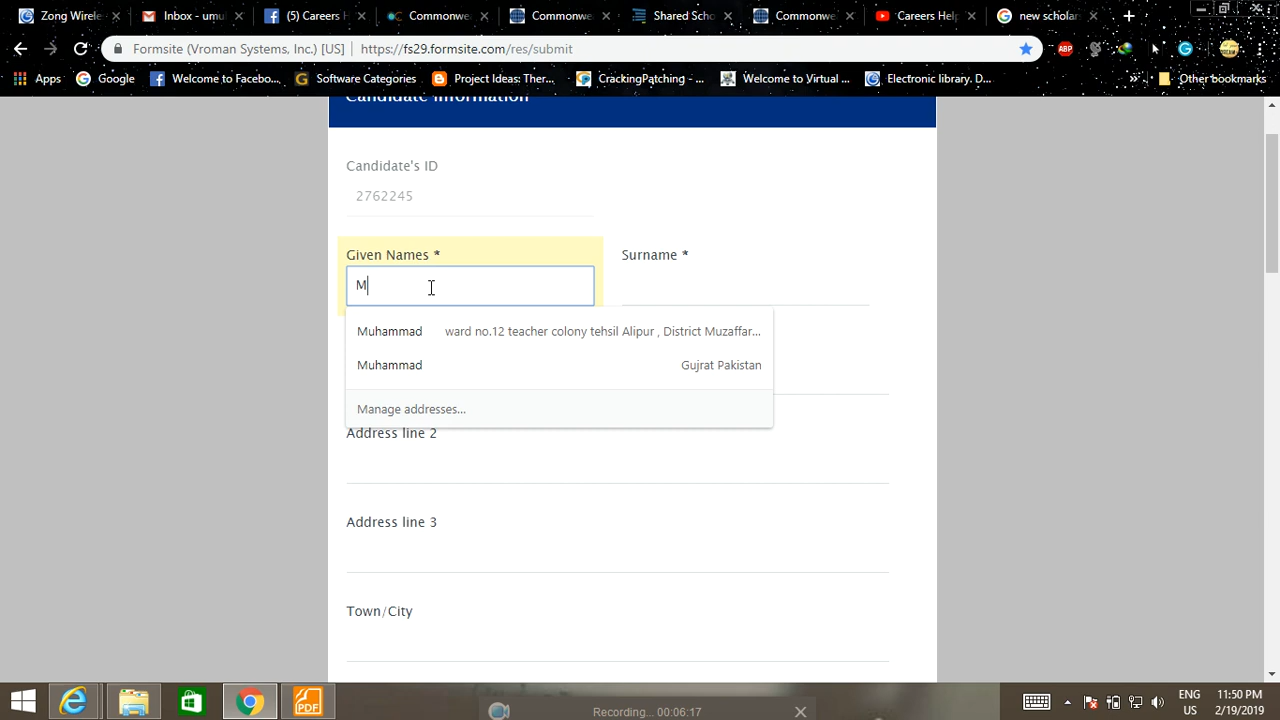 Zong Wirele
Inbox - umu
(5) Careers H
Commonwe
Commonw
Shared Scho
Commonwe
Careers Help
new scholar
Formsite (Vroman Systems, Inc.) [US] | https://fs29.formsite.com/res/submit
Apps
Google
Welcome to Facebo...
Software Categories
Project Ideas: Ther...
CrackingPatching - ...
Welcome to Virtual ...
Electronic library. D...
Other bookmarks
Candidate Information
Candidate's ID
2762245
Given Names *
Surname *
M
Muhammad ward no.12 teacher colony tehsil Alipur , District Muzaffar...
Muhammad Gujrat Pakistan
Manage addresses...
Address line 2
Address line 3
Town/City
PDF
Recording... 00:06:17
ENG
US
11:50 PM
2/19/2019